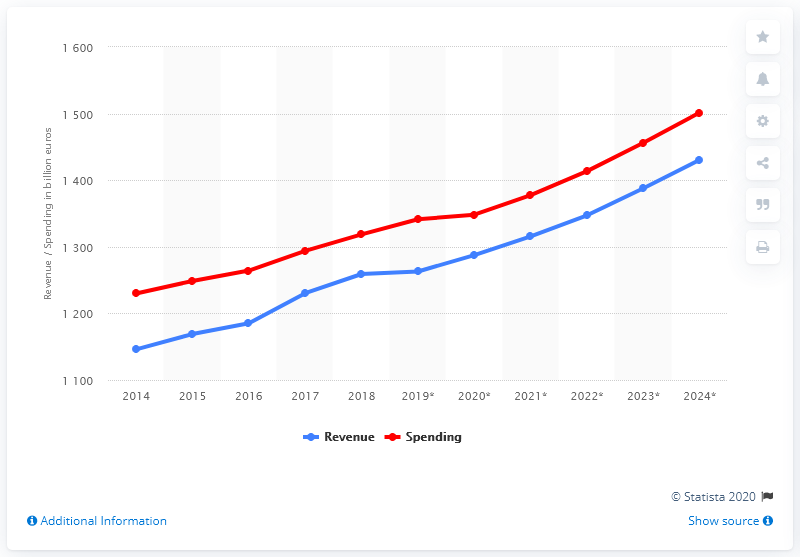 1 600
1 500
1 400
1 300
1 200
1 100
Revenue / Spending in billion euros
2014 2015 2016 2017 2018 2019* 2020* 2021* 2022* 2023* 2024*
Revenue Spending
© Statista 2020
Additional Information
Show source